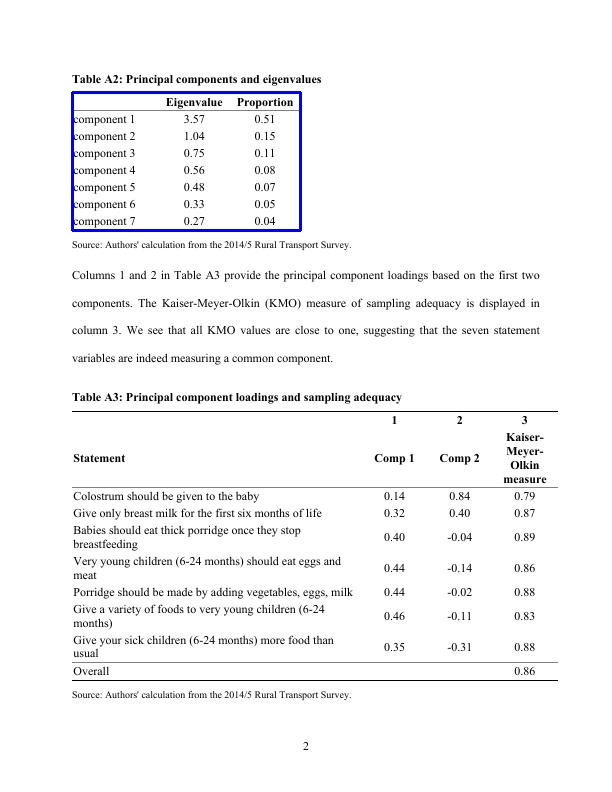 Table A2: Principal components and eigenvalues
Eigenvalue Proportion
component 1 3.57 0.51
component 2 1.04 0.15
component 3 0.75 0.11
component 4 0.56 0.08
component 5 0.48 0.07
component 6 0.33 0.05
component 7 0.27 0.04
Source: Authors' calculation from the 2014/5 Rural Transport Survey.
Columns 1 and 2 in Table A3 provide the principal component loadings based on the first two
components. The Kaiser-Meyer-Olkin (KMO) measure of sampling adequacy is displayed in
column 3. We see that all KMO values are close to one, suggesting that the seven statement
variables are indeed measuring a common component.
Table A3: Principal component loadings and sampling adequacy
1 2 3
Statement Comp 1 Comp 2 Kaiser-
Meyer-
Olkin
measure
Colostrum should be given to the baby 0.14 0.84 0.79
Give only breast milk for the first six months of life 0.32 0.40 0.87
Babies should eat thick porridge once they stop
breastfeeding 0.40 -0.04 0.89
Very young children (6-24 months) should eat eggs and
meat 0.44 -0.14 0.86
Porridge should be made by adding vegetables, eggs, milk 0.44 -0.02 0.88
Give a variety of foods to very young children (6-24
months) 0.46 -0.11 0.83
Give your sick children (6-24 months) more food than
usual 0.35 -0.31 0.88
Overall 0.86
Source: Authors' calculation from the 2014/5 Rural Transport Survey.
2